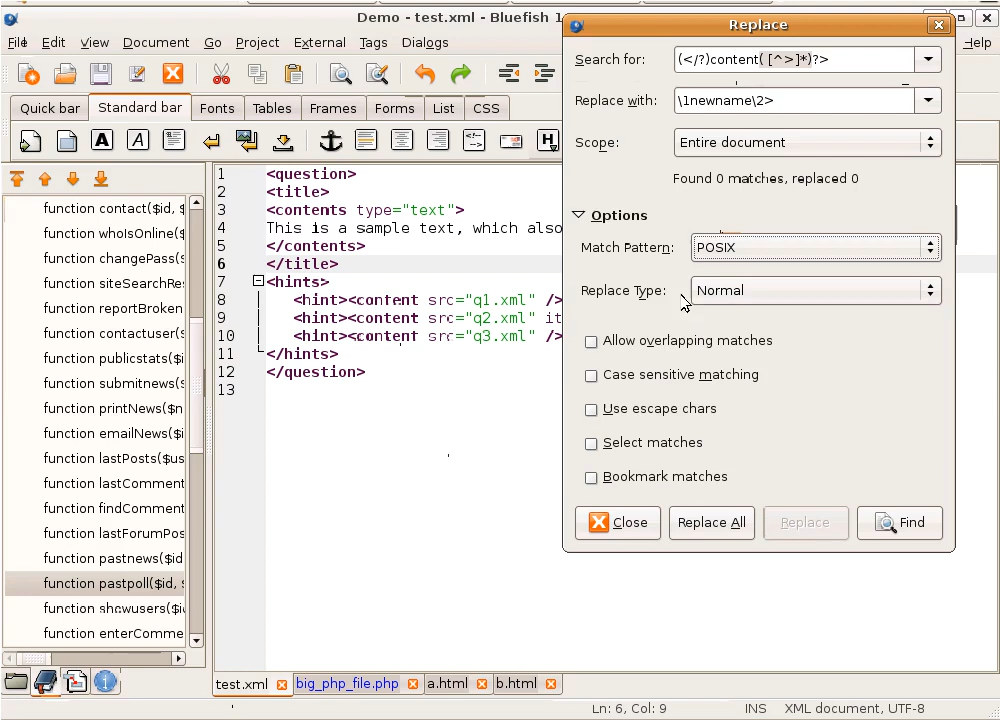 Demo - test.xml - Bluefish 1
File Edit View Document Go Project External Tags Dialogs
Help
Quick bar Standard bar Fonts Tables Frames Forms List CSS
A A H
function contact($id, $
function whoIsOnline($
function changePass($
function siteSearchRe
function reportBroken
function contactuser($
function publicstats($i
function submitnews($
function printNews($n
function emailNews($i
function lastPosts($us
function lastComment
function findComment
function lastForumPos
function pastnews($id
function pastpoll($id, $
function showusers($i
function enterComme
1 <question>
2 <title>
3 <contents type="text">
4 This is a sample text, which also
5 </contents>
6 </title>
7 <hints>
8 <hint><content src="q1.xml" />
9 <hint><content src="q2.xml" it
10 <hint><content src="q3.xml" />
11 </hints>
12 </question>
13
Replace
Search for: (</?)content( [^>]*)?>
Replace with: \1newname\2>
Scope: Entire document
Found 0 matches, replaced 0
Options
Match Pattern: POSIX
Replace Type: Normal
Allow overlapping matches
Case sensitive matching
Use escape chars
Select matches
Bookmark matches
Close Replace All Replace Find
test.xml big_php_file.php a.html b.html
Ln: 6, Col: 9 INS XML document, UTF-8